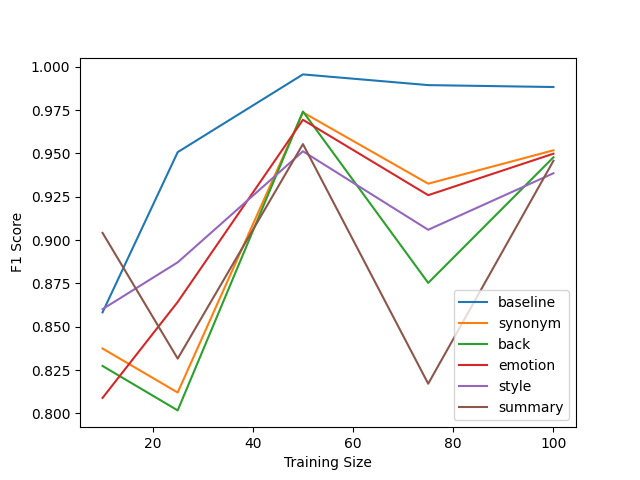 1.000
0.975
0.950
0.925
0.900
0.875
0.850
0.825
0.800
F1 Score
20 40 60 80 100
Training Size
baseline
synonym
back
emotion
style
summary